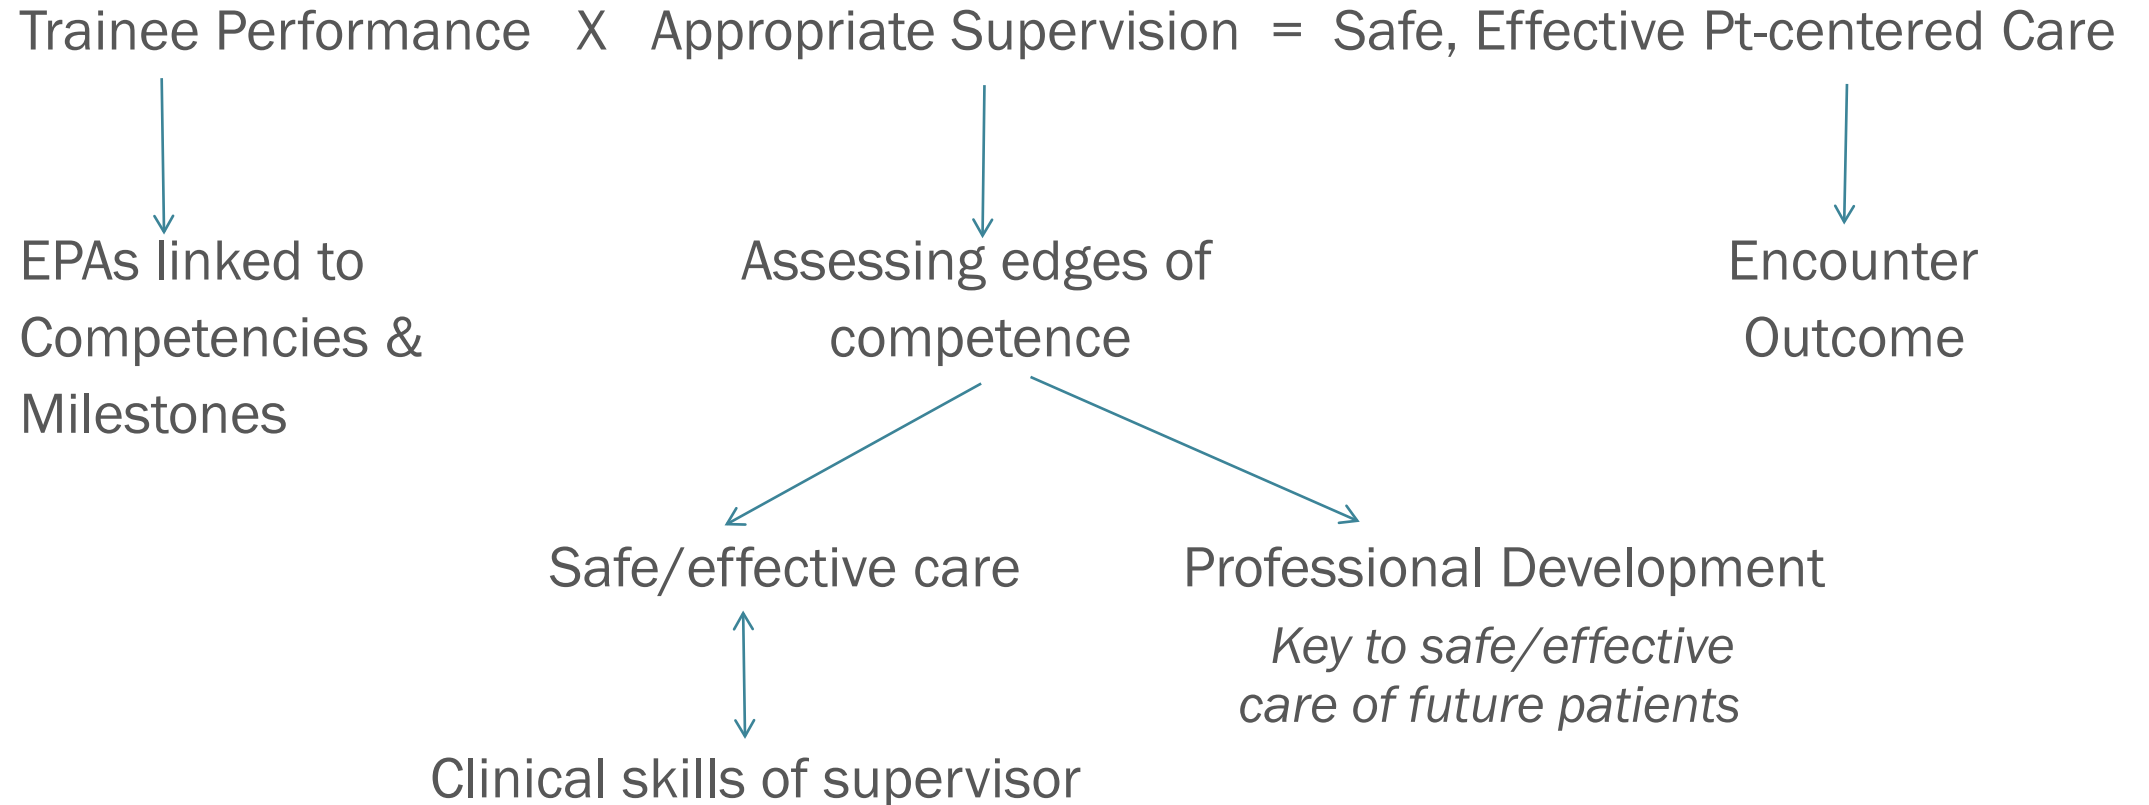 Trainee Performance X Appropriate Supervision = Safe, Effective Pt-centered Care
EPAs linked to
Competencies &
Milestones
Assessing edges of
competence
Encounter
Outcome
Safe/effective care
Professional Development
Key to safe/effective
care of future patients
Clinical skills of supervisor